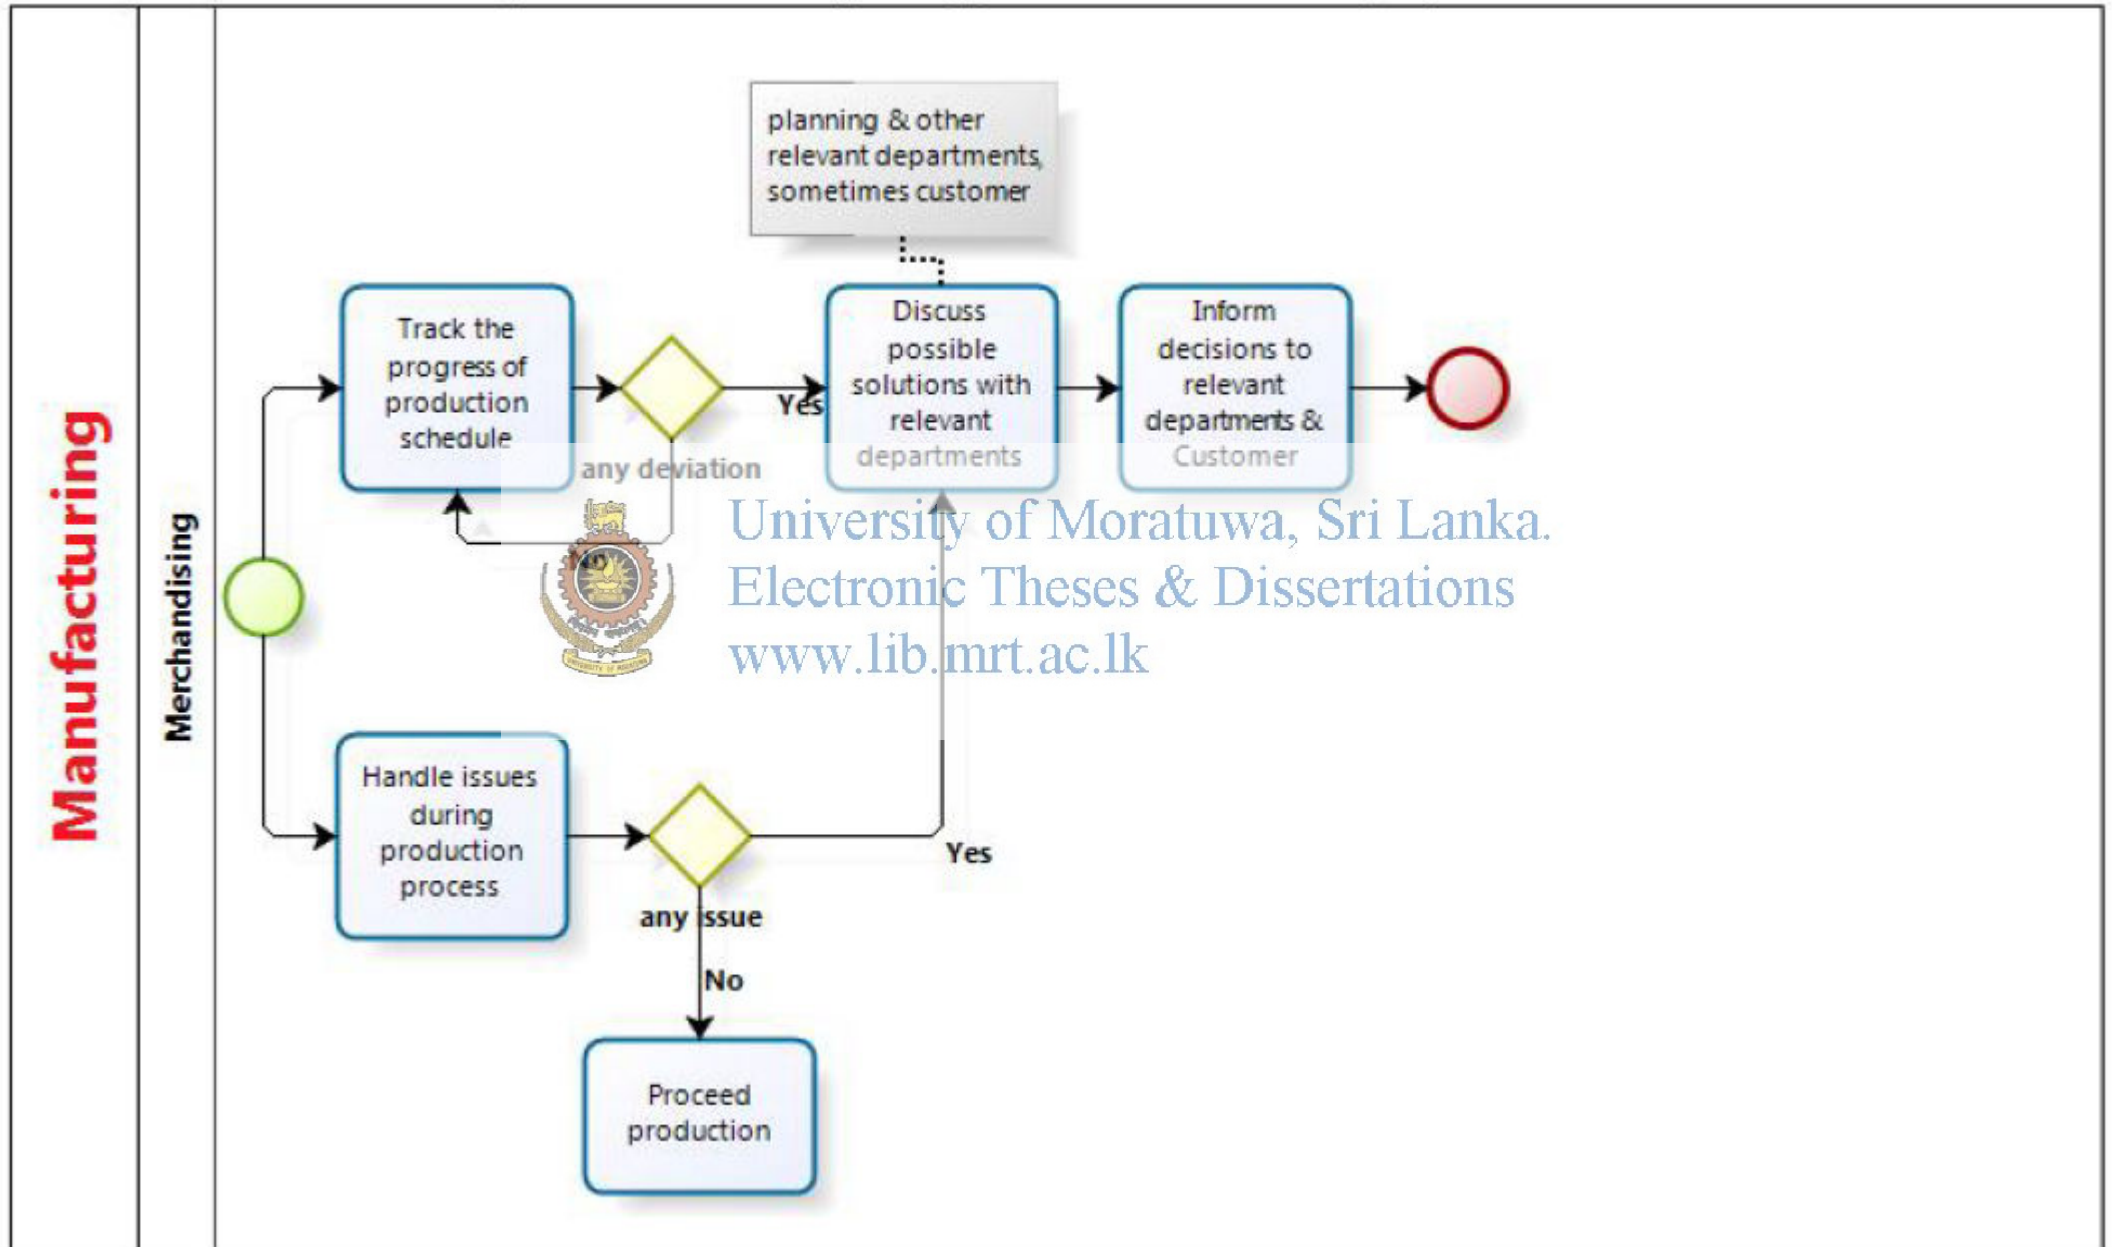 Manufacturing
Merchandising
planning & other
relevant departments,
sometimes customer
Track the
progress of
production
schedule
any deviation
Yes
No
Discuss
possible
solutions with
relevant
departments
Inform
decisions to
relevant
departments &
Customer
University of Moratuwa, Sri Lanka.
Electronic Theses & Dissertations
www.lib.mrt.ac.lk
Handle issues
during
production
process
any issue
Yes
No
Proceed
production